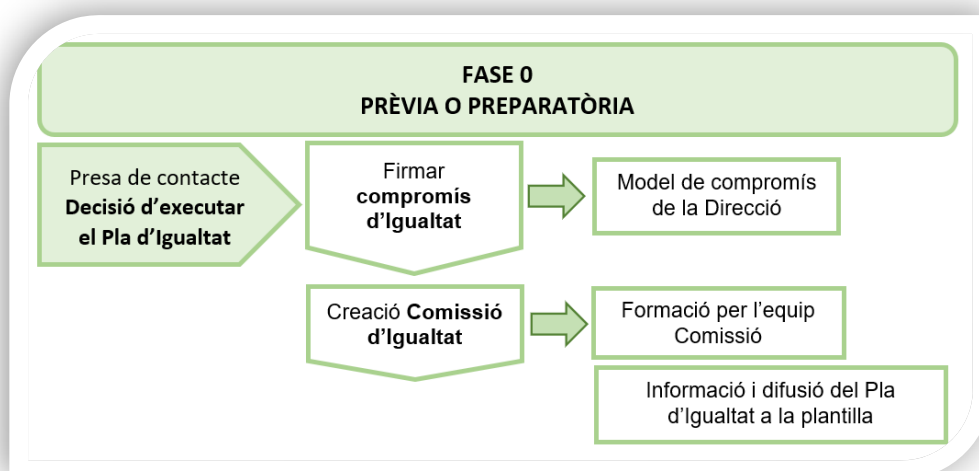 FASE 0
PRÈVIA O PREPARATÒRIA
Presa de contacte
Decisió d’executar
el Pla d’Igualtat
Firmar
compromís
d’Igualtat
Model de compromís
de la Direcció
Creació Comissió
d’Igualtat
Formació per l’equip
Comissió
Informació i difusió del Pla
d’Igualtat a la plantilla